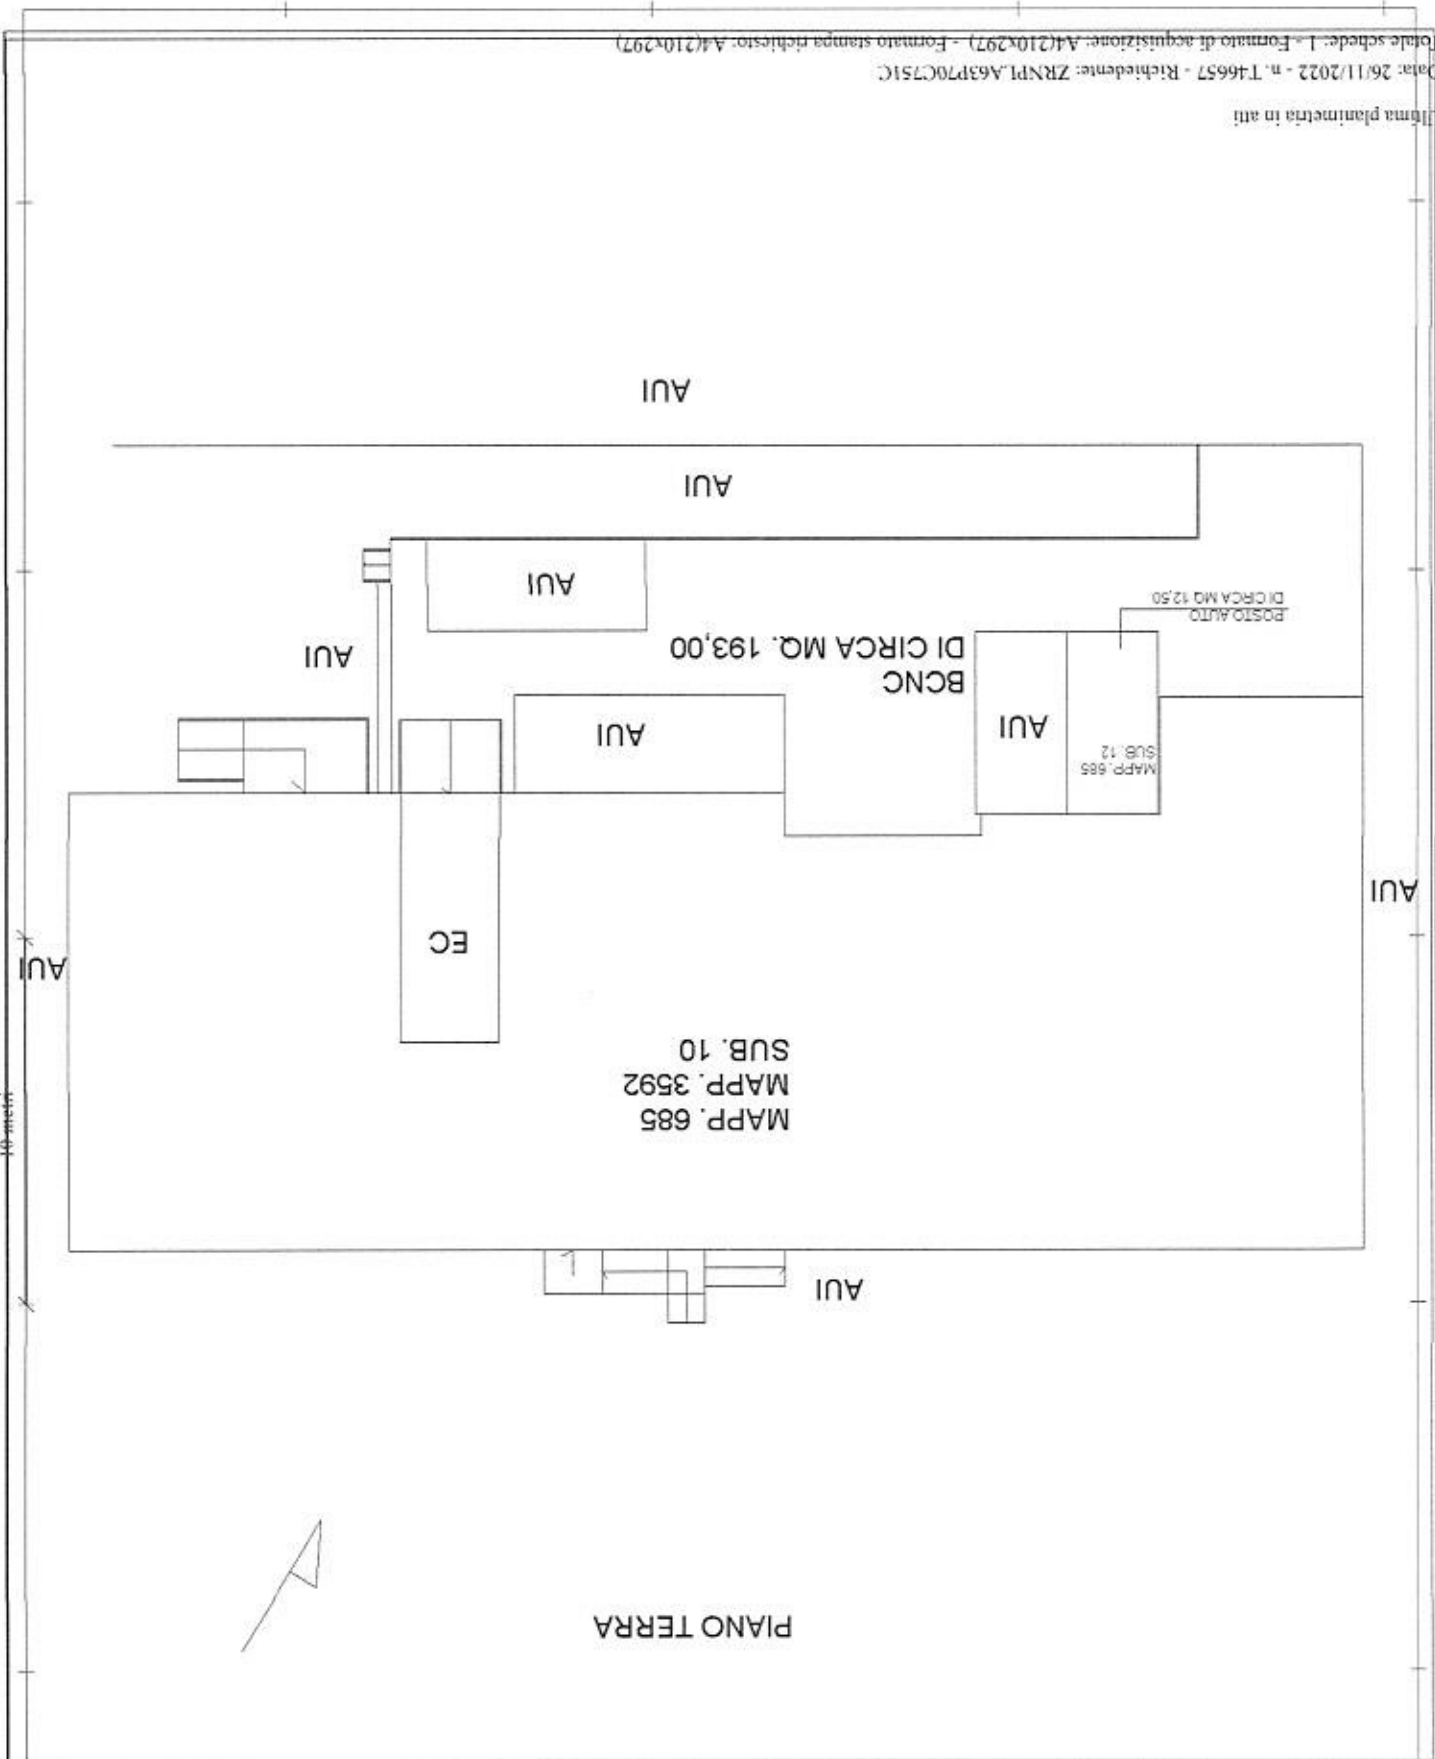 PIANO TERRA
AUI
MAPP. 685
MAPP. 3592
SUB. 10
10 metri
EC
AUI
AUI
MAPP. 685
SUB. 12
AUI
AUI
BCNC
DI CIRCA MQ. 193,00
AUI
POSTO AUTO
DI CIRCA MQ 12,50
AUI
AUI
AUI
Ultima planimetria in atti
Data: 26/11/2022 - n. T46657 - Richiedente: ZRNPLA63P70C751C
Totale schede: 1 - Formato di acquisizione: A4(210x297) - Formato stampa richiesto: A4(210x297)